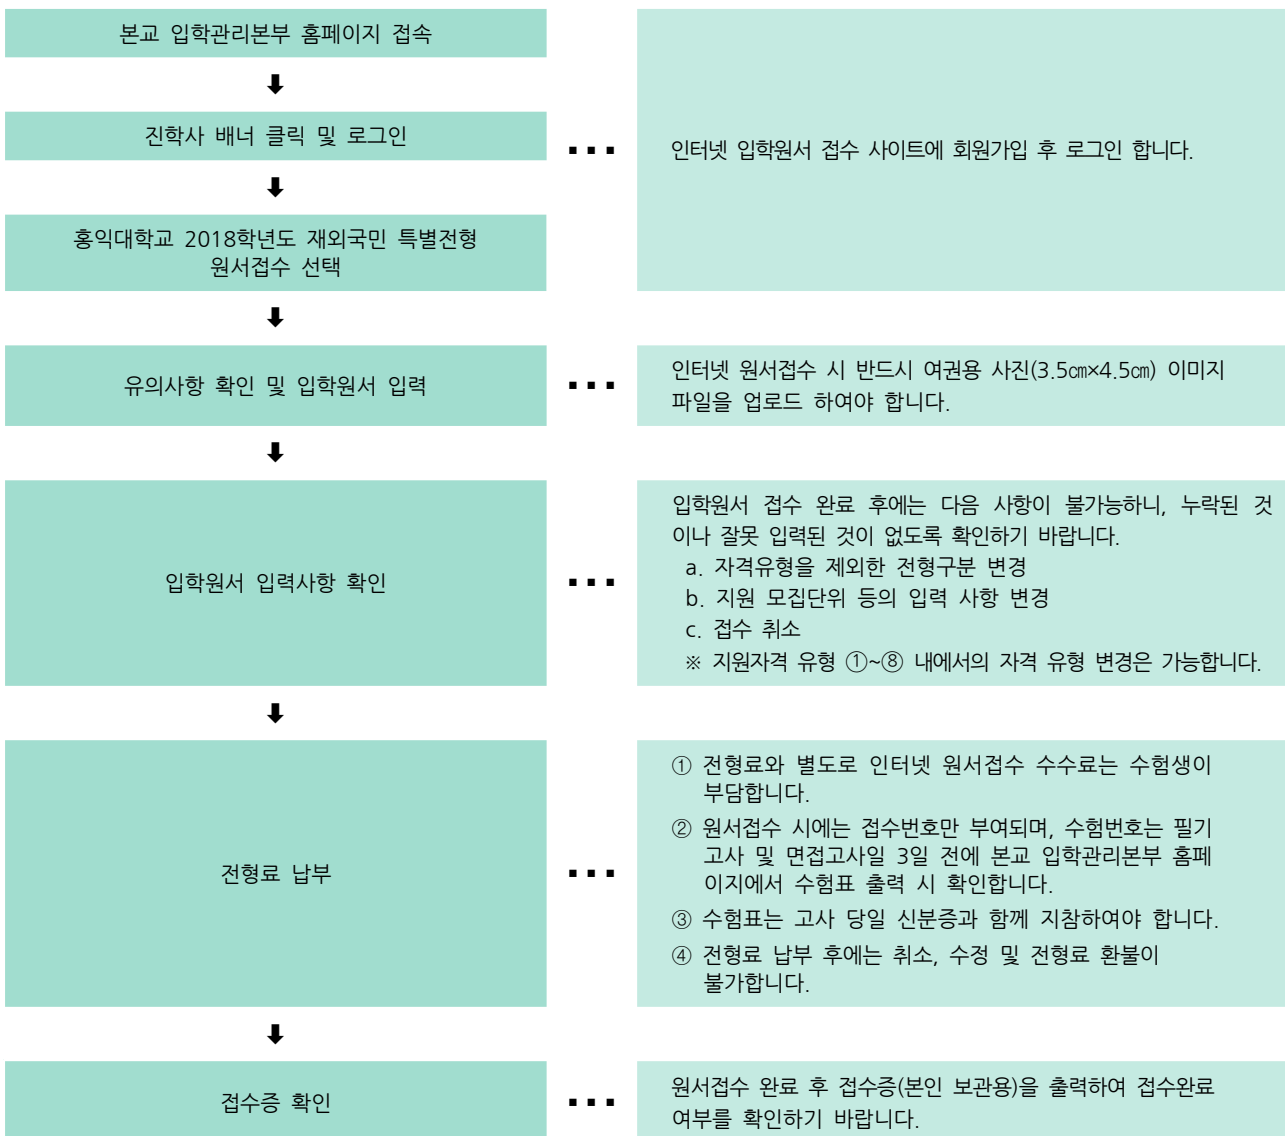 본교 입학관리본부 홈페이지 접속
진학사 배너 클릭 및 로그인
홍익대학교 2018학년도 재외국민 특별전형
원서접수 선택
인터넷 입학원서 접수 사이트에 회원가입 후 로그인 합니다.
유의사항 확인 및 입학원서 입력
인터넷 원서접수 시 반드시 여권용 사진(3.5㎝×4.5㎝) 이미지
파일을 업로드 하여야 합니다.
입학원서 입력사항 확인
입학원서 접수 완료 후에는 다음 사항이 불가능하니, 누락된 것
이나 잘못 입력된 것이 없도록 확인하기 바랍니다.
a. 자격유형을 제외한 전형구분 변경
b. 지원 모집단위 등의 입력 사항 변경
c. 접수 취소
※ 지원자격 유형 ①~⑧ 내에서의 자격 유형 변경은 가능합니다.
전형료 납부
① 전형료와 별도로 인터넷 원서접수 수수료는 수험생이
부담합니다.
② 원서접수 시에는 접수번호만 부여되며, 수험번호는 필기
고사 및 면접고사일 3일 전에 본교 입학관리본부 홈페
이지에서 수험표 출력 시 확인합니다.
③ 수험표는 고사 당일 신분증과 함께 지참하여야 합니다.
④ 전형료 납부 후에는 취소, 수정 및 전형료 환불이
불가합니다.
접수증 확인
원서접수 완료 후 접수증(본인 보관용)을 출력하여 접수완료
여부를 확인하기 바랍니다.